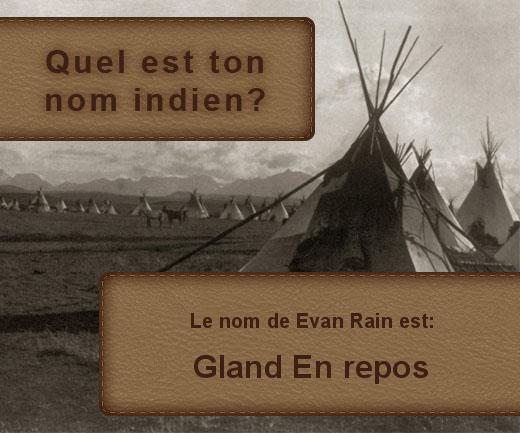 Quel est ton
nom indien?
Le nom de Evan Rain est:
Gland En repos